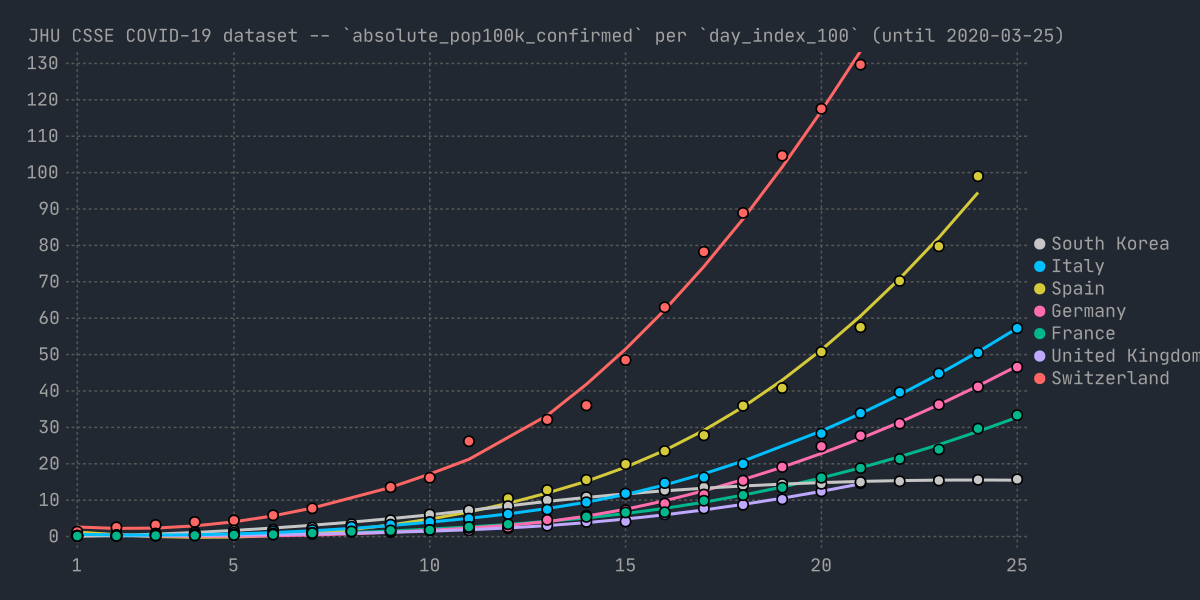 JHU CSSE COVID-19 dataset -- `absolute_pop100k_confirmed` per `day_index_100` (until 2020-03-25)
130
120
110
100
90
80
70
60
50
40
30
20
10
0
1 5 10 15 20 25
South Korea
Italy
Spain
Germany
France
United Kingdom
Switzerland